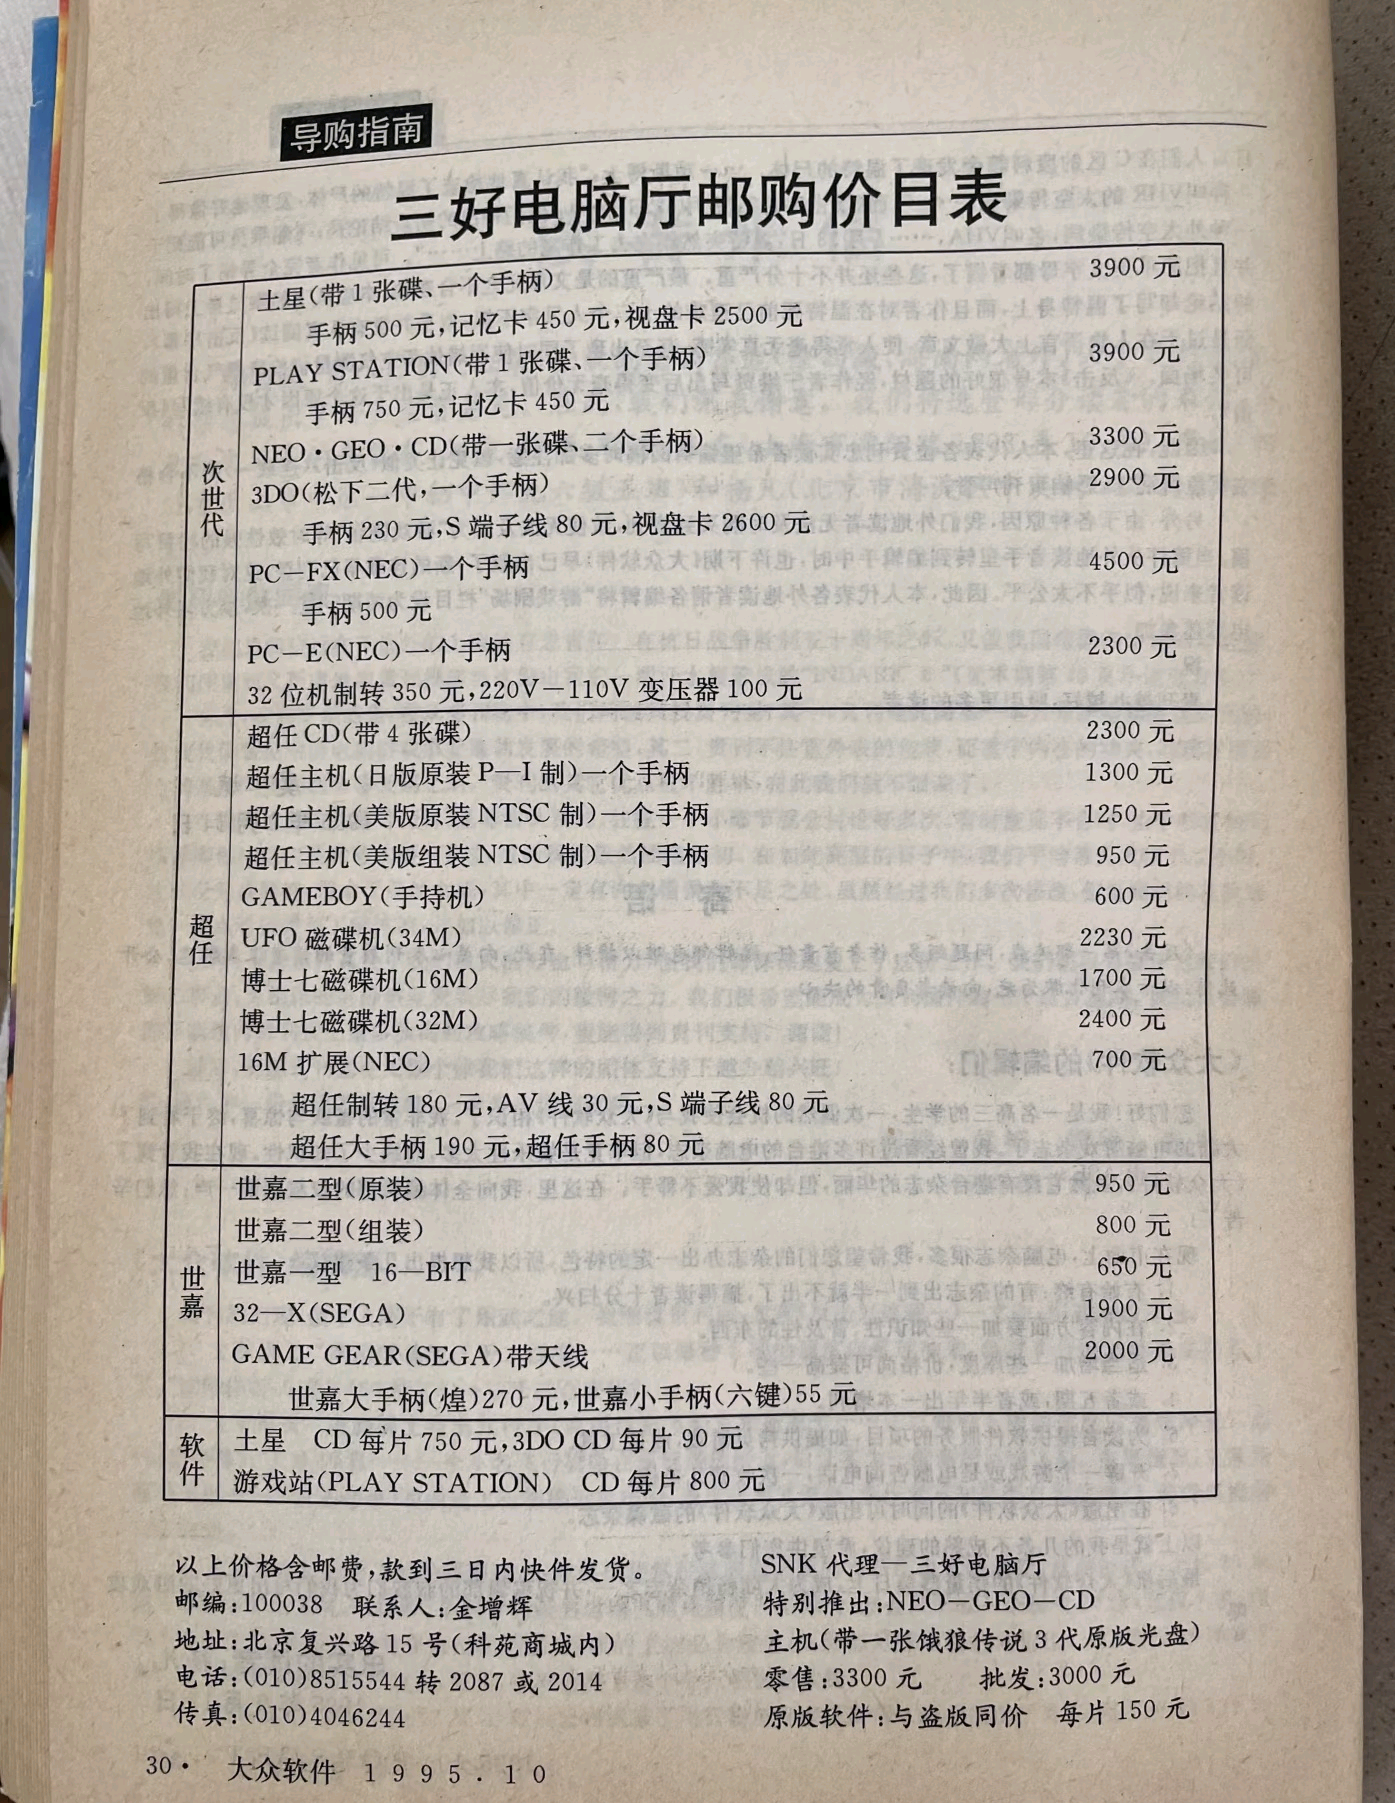 导购指南
三好电脑厅邮购价目表
次世代
土星(带1张碟、一个手柄) 3900元
手柄500元,记忆卡450元,视盘卡2500元
PLAY STATION(带1张碟、一个手柄) 3900元
手柄750元,记忆卡450元
NEO·GEO·CD(带一张碟、二个手柄) 3300元
3DO(松下二代,一个手柄) 2900元
手柄230元,S端子线80元,视盘卡2600元
PC—FX(NEC)一个手柄 4500元
手柄500元
PC—E(NEC)一个手柄 2300元
32位机制转350元,220V—110V变压器100元
超任
超任CD(带4张碟) 2300元
超任主机(日版原装P—I制)一个手柄 1300元
超任主机(美版原装NTSC制)一个手柄 1250元
超任主机(美版组装NTSC制)一个手柄 950元
GAMEBOY(手持机) 600元
UFO磁碟机(34M) 2230元
博士七磁碟机(16M) 1700元
博士七磁碟机(32M) 2400元
16M扩展(NEC) 700元
超任制转180元,AV线30元,S端子线80元
超任大手柄190元,超任手柄80元
世嘉
世嘉二型(原装) 950元
世嘉二型(组装) 800元
世嘉一型 16—BIT 650元
32—X(SEGA) 1900元
GAME GEAR(SEGA)带天线 2000元
世嘉大手柄(煌)270元,世嘉小手柄(六键)55元
软件
土星 CD每片750元,3DO CD每片90元
游戏站(PLAY STATION) CD每片800元
以上价格含邮费,款到三日内快件发货。
邮编:100038 联系人:金增辉
地址:北京复兴路15号(科苑商城内)
电话:(010)8515544转2087或2014
传真:(010)4046244
SNK代理—三好电脑厅
特别推出:NEO—GEO—CD
主机(带一张饿狼传说3代原版光盘)
零售:3300元 批发:3000元
原版软件:与盗版同价 每片150元
30· 大众软件 1995.10